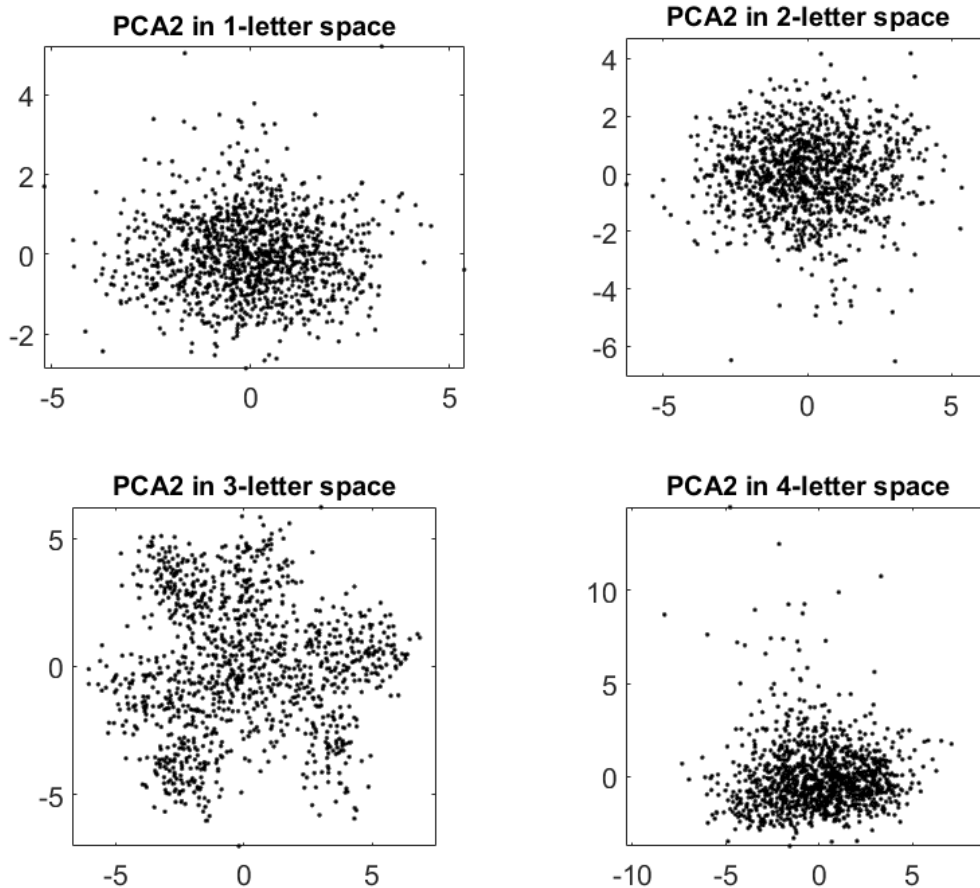 PCA2 in 1-letter space
4
2
0
-2
-5 0 5
PCA2 in 2-letter space
4
2
0
-2
-4
-6
-5 0 5
PCA2 in 3-letter space
5
0
-5
-5 0 5
PCA2 in 4-letter space
10
5
0
-10 -5 0 5